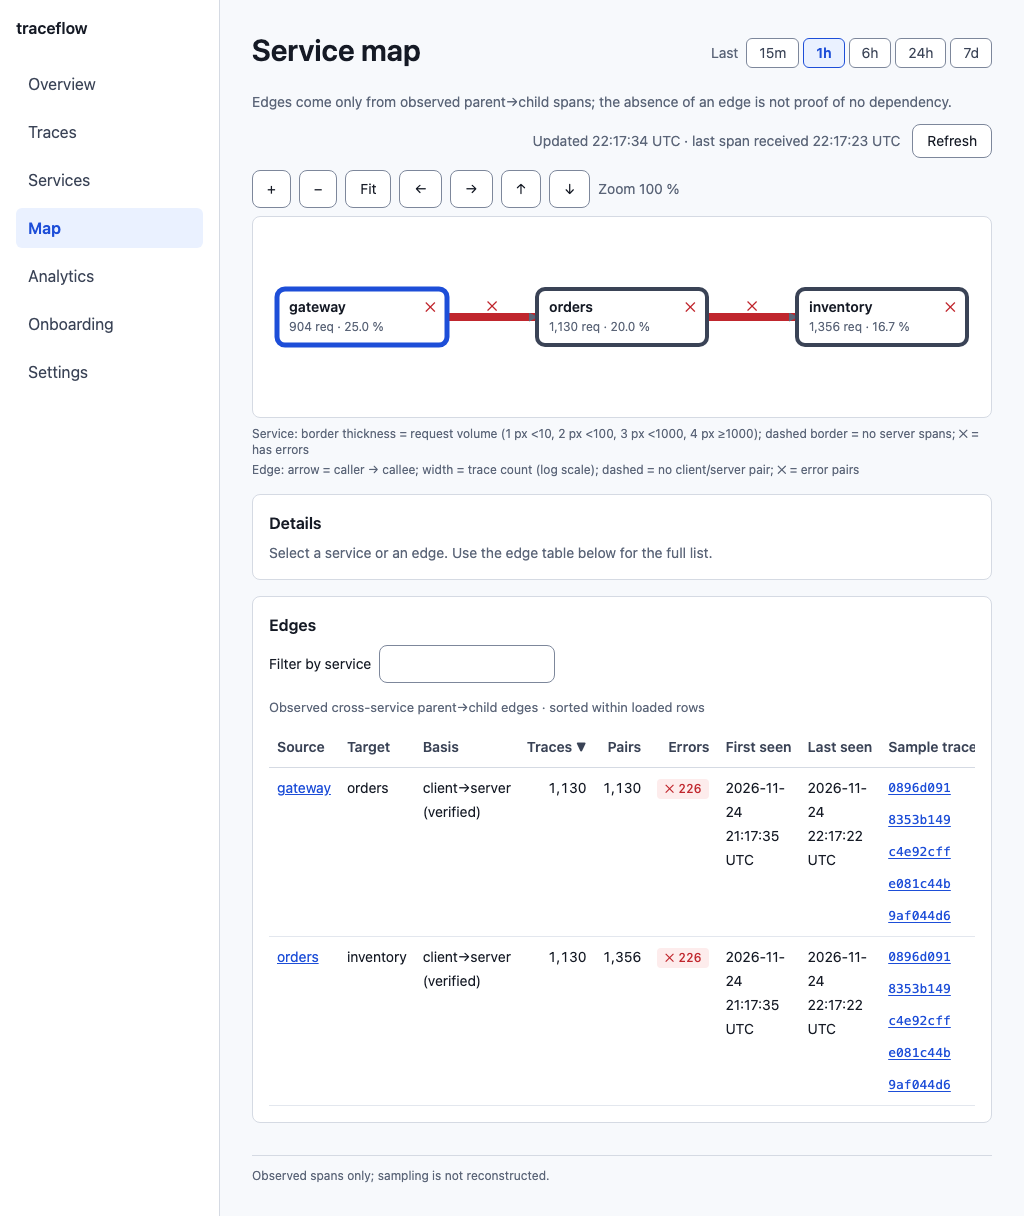 traceflow
Overview
Traces
Services
Map
Analytics
Onboarding
Settings
Service map
Last 15m 1h 6h 24h 7d
Edges come only from observed parent→child spans; the absence of an edge is not proof of no dependency.
Updated 22:17:34 UTC · last span received 22:17:23 UTC Refresh
+ − Fit ← → ↑ ↓ Zoom 100 %
gateway ✕
904 req · 25.0 %
✕
orders ✕
1,130 req · 20.0 %
✕
inventory ✕
1,356 req · 16.7 %
Service: border thickness = request volume (1 px <10, 2 px <100, 3 px <1000, 4 px ≥1000); dashed border = no server spans; ✕ =
has errors
Edge: arrow = caller → callee; width = trace count (log scale); dashed = no client/server pair; ✕ = error pairs
Details
Select a service or an edge. Use the edge table below for the full list.
Edges
Filter by service
Observed cross-service parent→child edges · sorted within loaded rows
Source Target Basis Traces ▼ Pairs Errors First seen Last seen Sample trace
gateway orders client→server 1,130 1,130 ✕ 226 2026-11- 2026-11- 0896d091
(verified) 24 24 8353b149
21:17:35 22:17:22 c4e92cff
UTC UTC e081c44b
9af044d6
orders inventory client→server 1,130 1,356 ✕ 226 2026-11- 2026-11- 0896d091
(verified) 24 24 8353b149
21:17:35 22:17:22 c4e92cff
UTC UTC e081c44b
9af044d6
Observed spans only; sampling is not reconstructed.